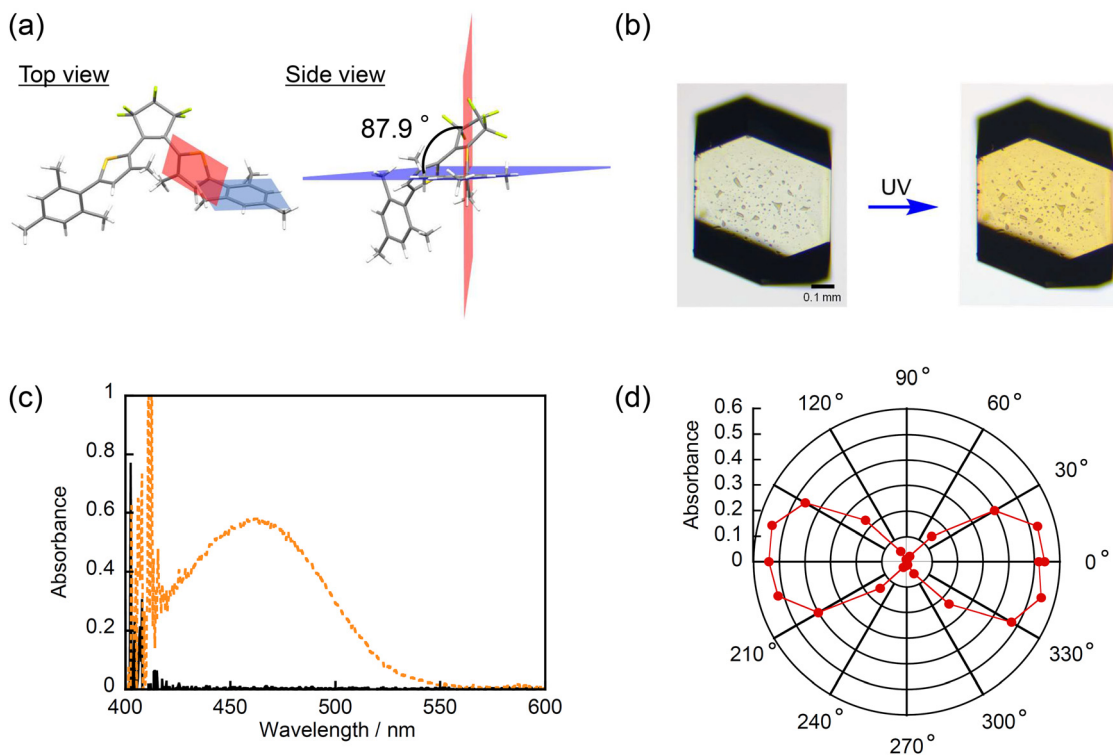 (a)
Top view
Side view
87.9 °
(b)
UV
0.1 mm
(c)
1
0.8
0.6
0.4
0.2
0
Absorbance
400
450
500
550
600
Wavelength / nm
(d)
90°
120°
60°
0.6
0.5
0.4
0.3
0.2
0.1
0
Absorbance
30°
0°
210°
330°
240°
300°
270°